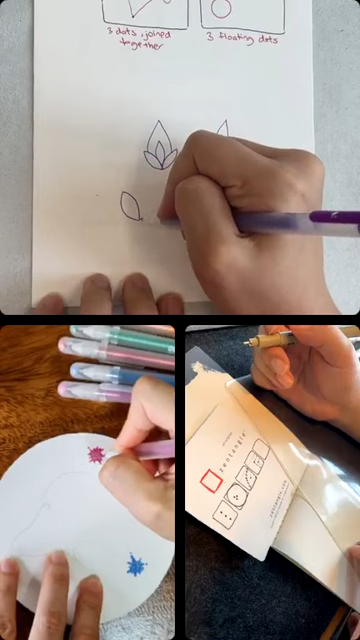 3 dots, joined
together
3 floating dots
zentangle